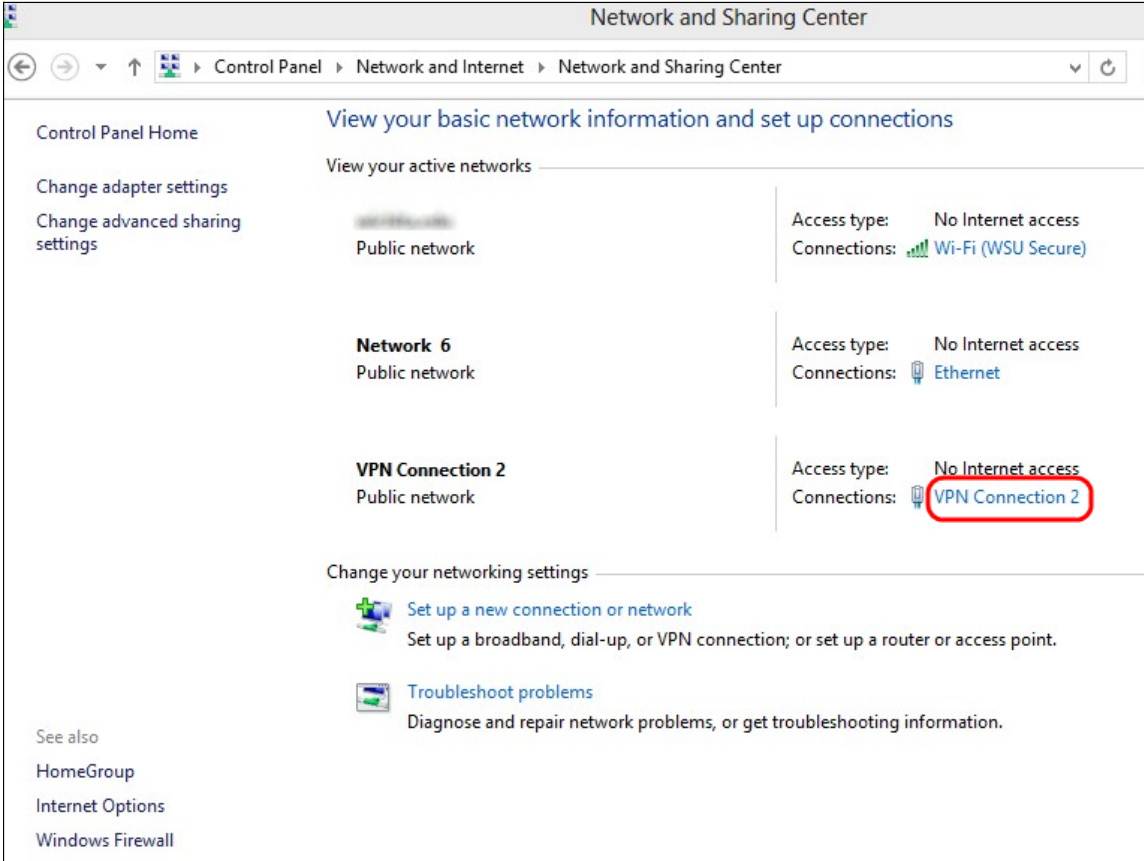 Network and Sharing Center
Control Panel Network and Internet Network and Sharing Center
Control Panel Home
Change adapter settings
Change advanced sharing
settings
View your basic network information and set up connections
View your active networks
Public network
Access type: No Internet access
Connections: Wi-Fi (WSU Secure)
Network 6
Public network
Access type: No Internet access
Connections: Ethernet
VPN Connection 2
Public network
Access type: No Internet access
Connections: VPN Connection 2
Change your networking settings
Set up a new connection or network
Set up a broadband, dial-up, or VPN connection; or set up a router or access point.
Troubleshoot problems
Diagnose and repair network problems, or get troubleshooting information.
See also
HomeGroup
Internet Options
Windows Firewall